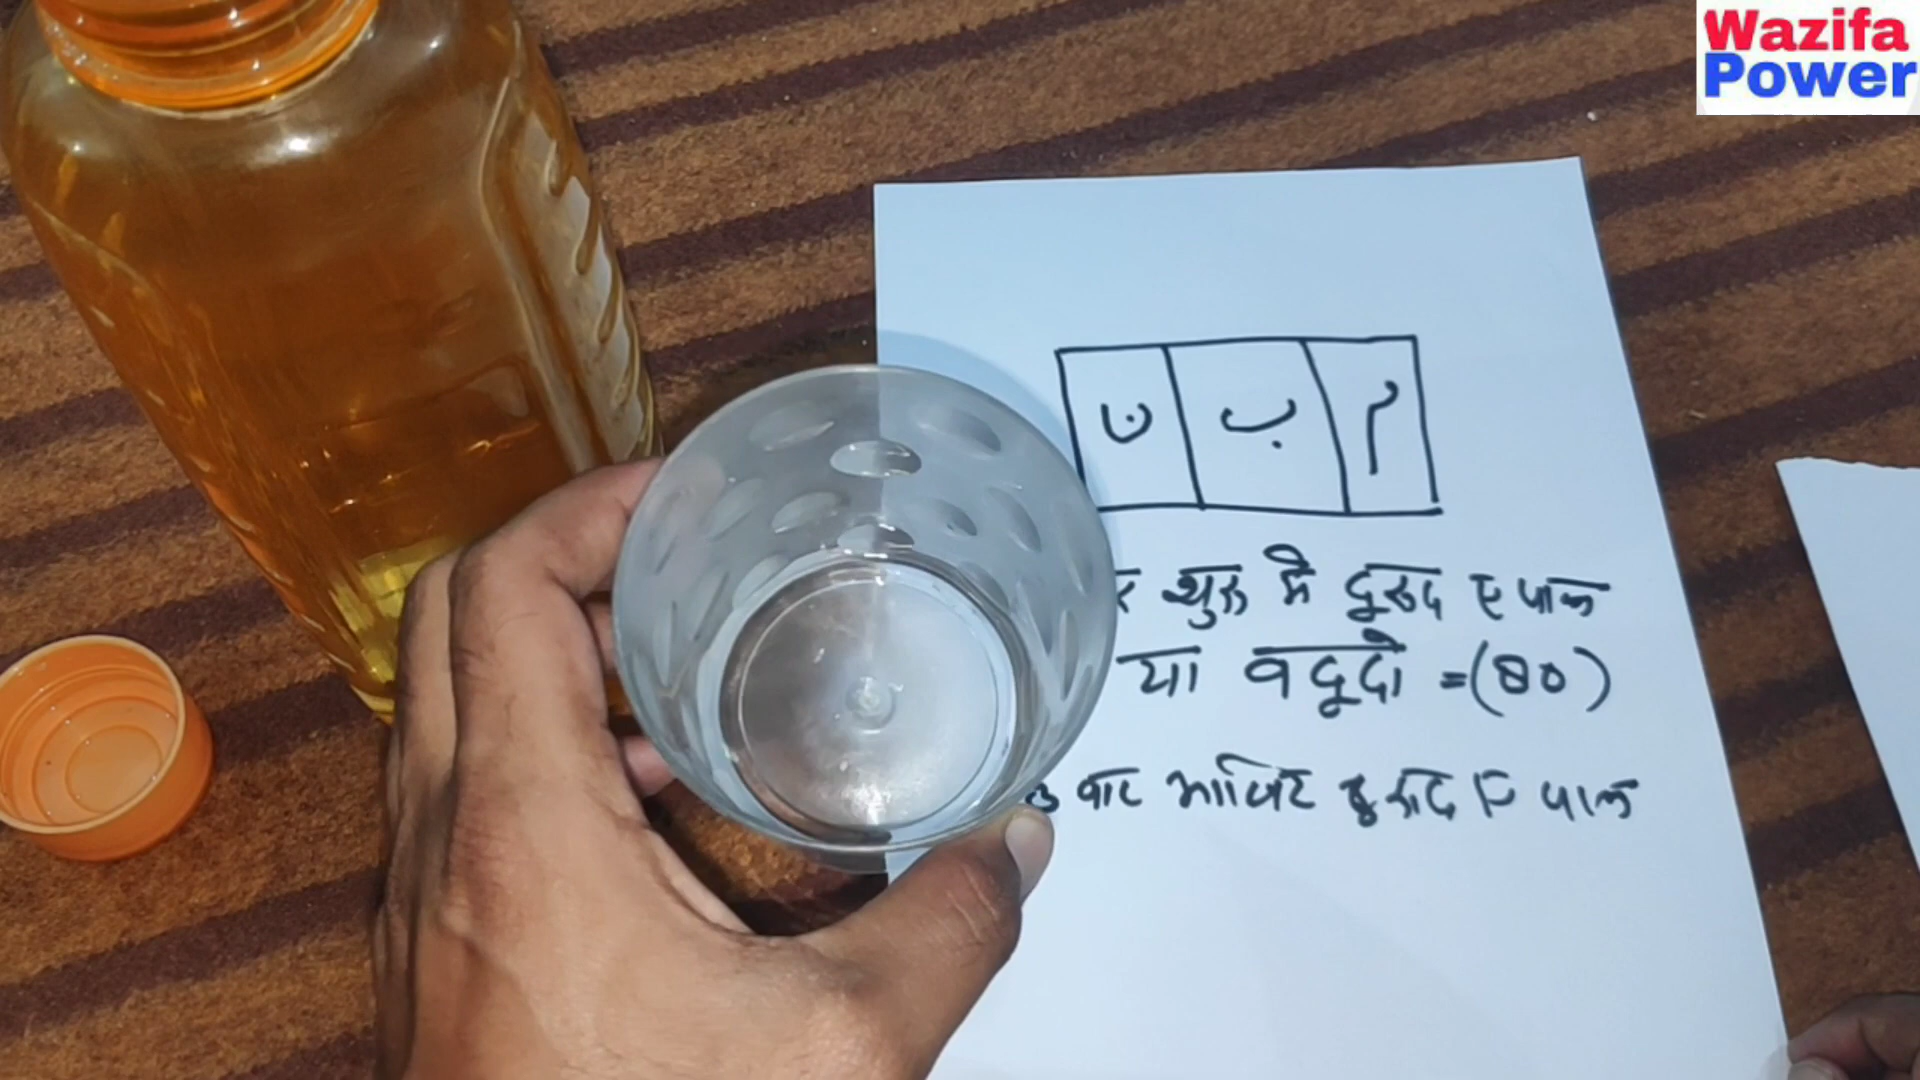 Wazifa
Power
ن ب م
शुरू में दुरूद ए पाक
या वदूदो =(80)
बार आखिर दुरूद ए पाक